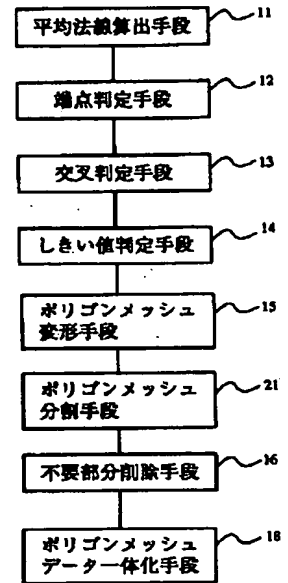 平均法線算出手段
11
端点判定手段
12
交叉判定手段
13
しきい値判定手段
14
ポリゴンメッシュ
変形手段
15
ポリゴンメッシュ
分割手段
21
不要部分削除手段
16
ポリゴンメッシュ
データ一体化手段
18